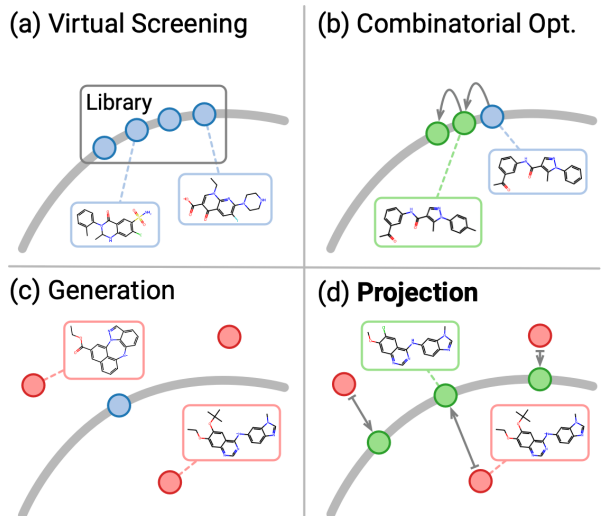 (a) Virtual Screening
(b) Combinatorial Opt.
Library
(c) Generation
(d) Projection